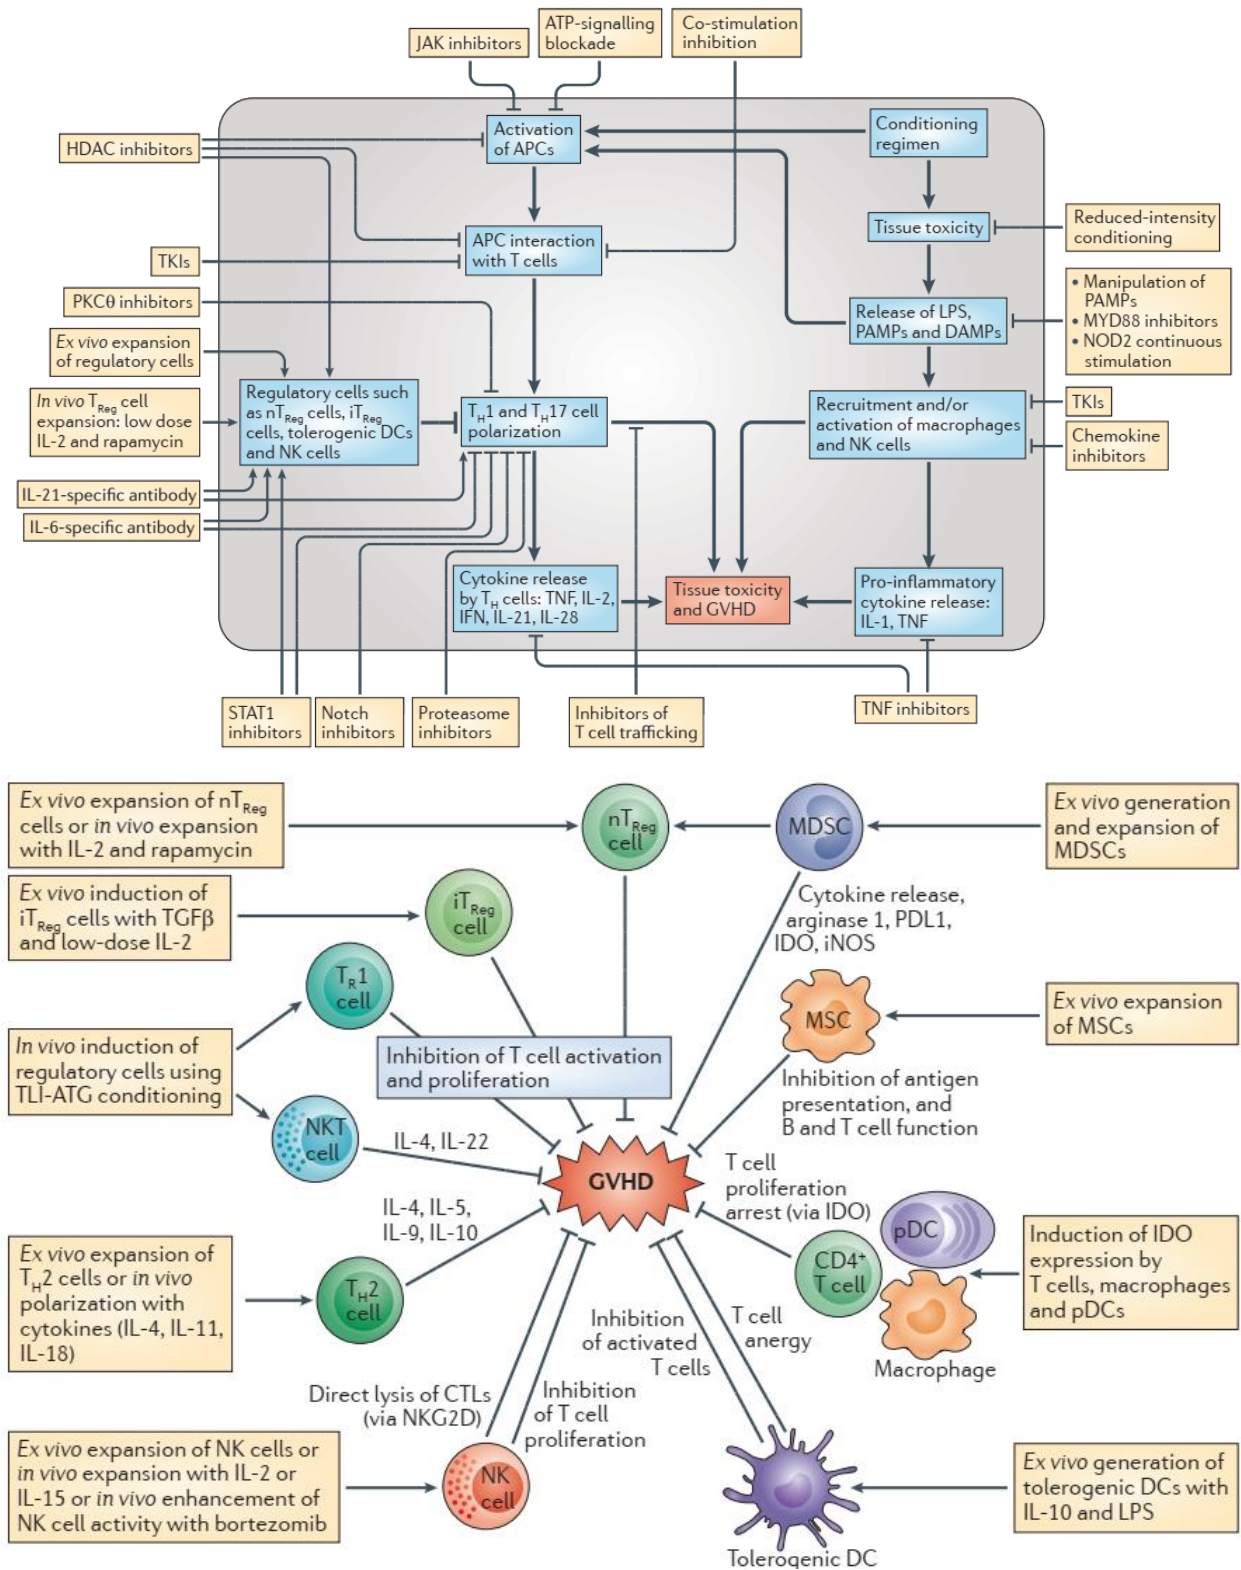 JAK inhibitors
ATP-signalling
blockade
Co-stimulation
inhibition
HDAC inhibitors
Activation
of APCs
Conditioning
regimen
APC interaction
with T cells
Tissue toxicity
Reduced-intensity
conditioning
TKIs
PKCθ inhibitors
Release of LPS,
PAMPs and DAMPs
• Manipulation of
PAMPs
• MYD88 inhibitors
• NOD2 continuous
stimulation
Ex vivo expansion
of regulatory cells
In vivo TReg cell
expansion: low dose
IL-2 and rapamycin
Regulatory cells such
as nTReg cells, iTReg
cells, tolerogenic DCs
and NK cells
TH1 and TH17 cell
polarization
Recruitment and/or
activation of macrophages
and NK cells
TKIs
Chemokine
inhibitors
IL-21-specific antibody
IL-6-specific antibody
Cytokine release
by TH cells: TNF, IL-2,
IFN, IL-21, IL-28
Tissue toxicity
and GVHD
Pro-inflammatory
cytokine release:
IL-1, TNF
STAT1
inhibitors
Notch
inhibitors
Proteasome
inhibitors
Inhibitors of
T cell trafficking
TNF inhibitors
Ex vivo expansion of nTReg
cells or in vivo expansion
with IL-2 and rapamycin
nTReg
cell
MDSC
Ex vivo generation
and expansion of
MDSCs
Ex vivo induction of
iTReg cells with TGFβ
and low-dose IL-2
iTReg
cell
Cytokine release,
arginase 1, PDL1,
IDO, iNOS
TR1
cell
MSC
Ex vivo expansion
of MSCs
In vivo induction of
regulatory cells using
TLI-ATG conditioning
Inhibition of T cell activation
and proliferation
Inhibition of antigen
presentation, and
B and T cell function
NKT
cell
IL-4, IL-22
GVHD
T cell
proliferation
arrest (via IDO)
IL-4, IL-5,
IL-9, IL-10
pDC
CD4+
T cell
Macrophage
Induction of IDO
expression by
T cells, macrophages
and pDCs
Ex vivo expansion of
TH2 cells or in vivo
polarization with
cytokines (IL-4, IL-11,
IL-18)
TH2
cell
Inhibition
of activated
T cells
T cell
anergy
Direct lysis of CTLs
(via NKG2D)
Inhibition
of T cell
proliferation
Ex vivo expansion of NK cells or
in vivo expansion with IL-2 or
IL-15 or in vivo enhancement of
NK cell activity with bortezomib
NK
cell
Ex vivo generation of
tolerogenic DCs with
IL-10 and LPS
Tolerogenic DC